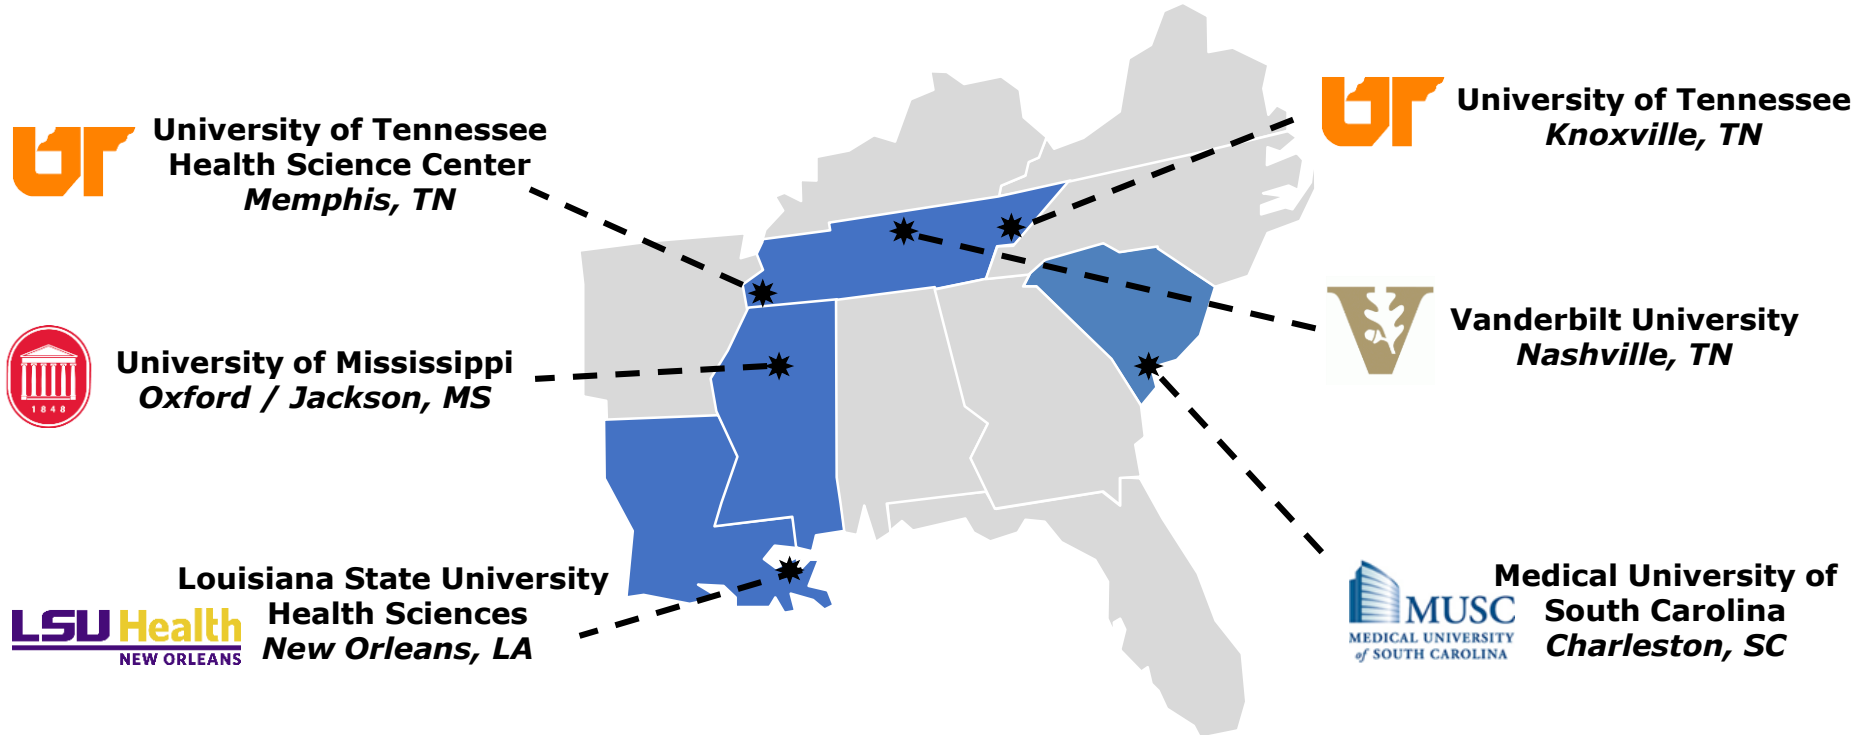 University of Tennessee
Health Science Center
Memphis, TN
1848
University of Mississippi
Oxford / Jackson, MS
LSU Health
NEW ORLEANS
Louisiana State University
Health Sciences
New Orleans, LA
UT
University of Tennessee
Knoxville, TN
UT
V
Vanderbilt University
Nashville, TN
MUSC
MEDICAL UNIVERSITY
of SOUTH CAROLINA
Medical University of
South Carolina
Charleston, SC